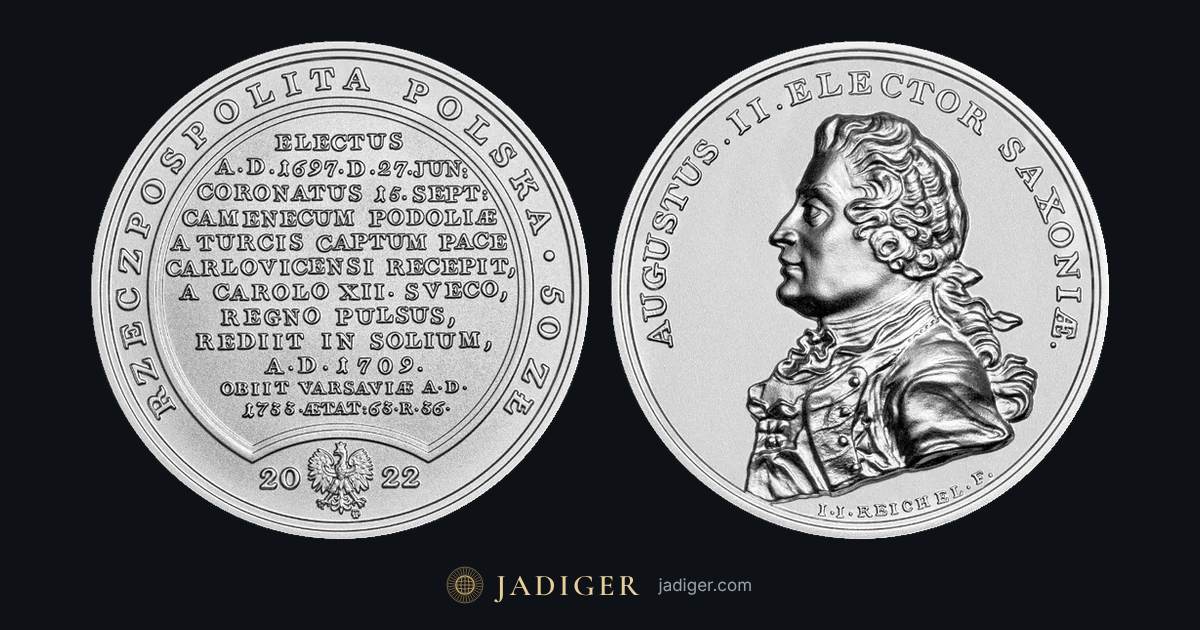 RZECZPOSPOLITA POLSKA · 50 ZŁ
ELECTUS
A.D.1697.D.27.JUN:
CORONATUS 15.SEPT:
CAMENECUM PODOLIÆ
A TURCIS CAPTUM PACE
CARLOVICENSI RECEPIT,
A CAROLO XII. SVECO,
REGNO PULSUS,
REDIIT IN SOLIUM,
A.D.1709.
OBIIT VARSAVIÆ A.D.
1733.ÆTAT:63.R.36.
20 22
AUGUSTUS.II.ELECTOR SAXONIÆ.
I.I.REICHEL.F.
JADIGER jadiger.com